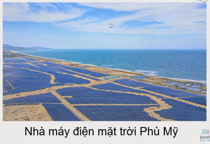 Nhà máy điện mặt trời Phù Mỹ